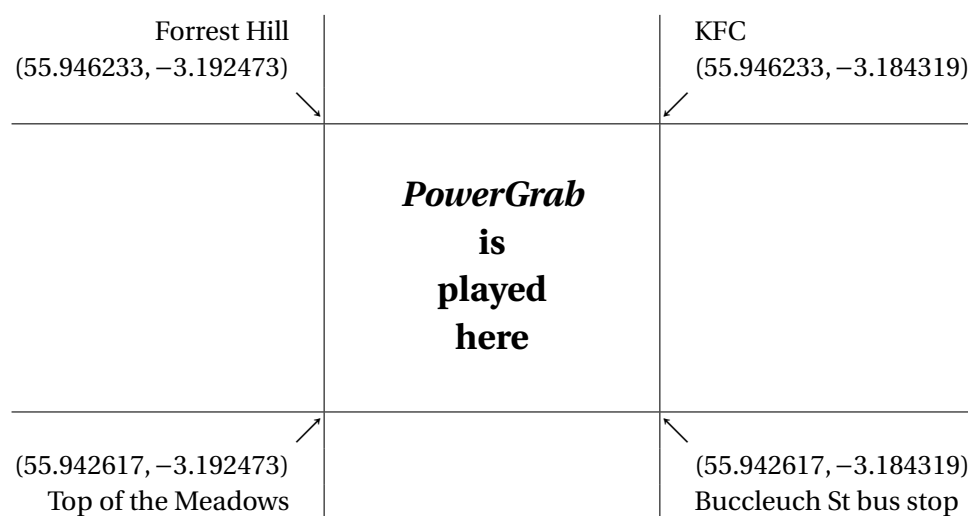 Forrest Hill
(55.946233, −3.192473)
KFC
(55.946233, −3.184319)
PowerGrab
is
played
here
(55.942617, −3.192473)
Top of the Meadows
(55.942617, −3.184319)
Buccleuch St bus stop